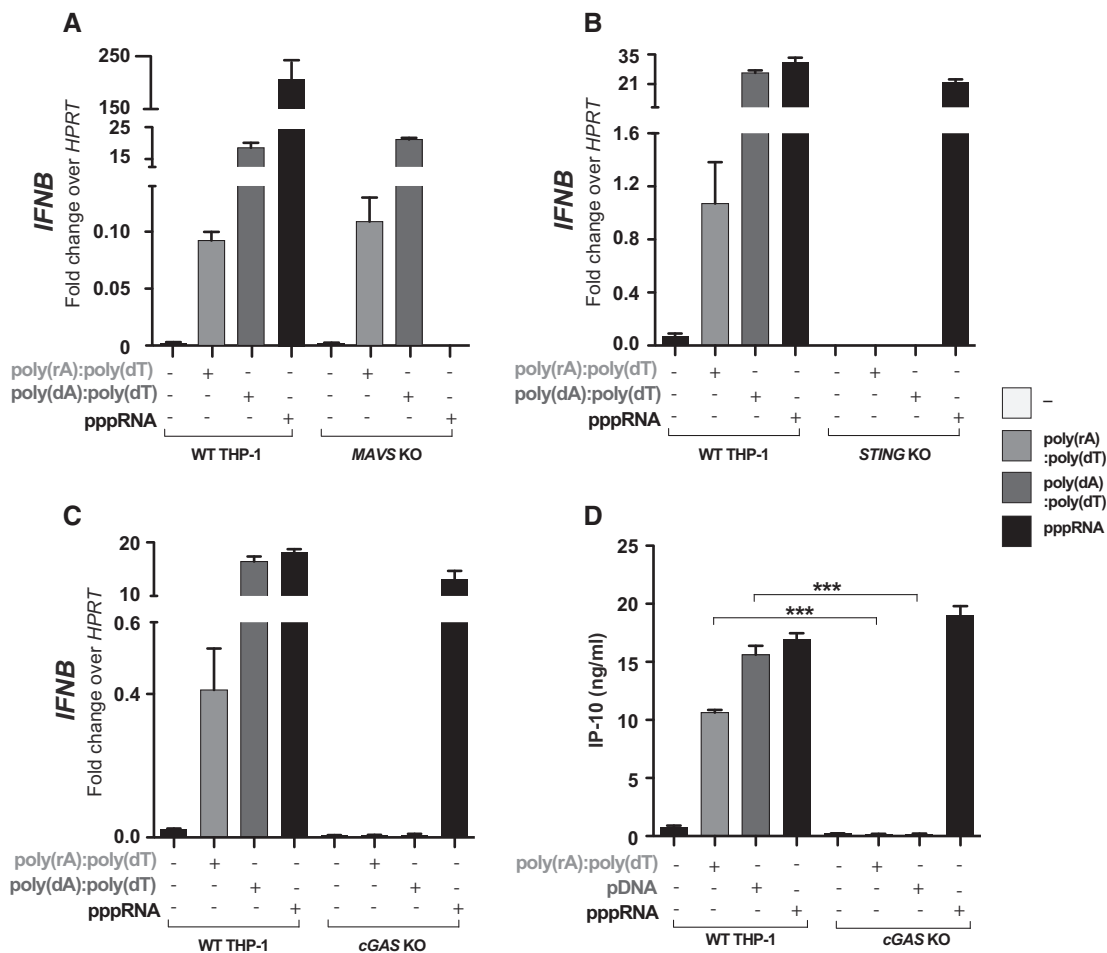 A
IFNB
Fold change over HPRT
250
150
25
15
0.10
0.05
0
poly(rA):poly(dT) - + - - - + - -
poly(dA):poly(dT) - - + - - - + -
pppRNA - - - + - - - +
WT THP-1 MAVS KO
B
IFNB
Fold change over HPRT
35
21
1.6
1.2
0.8
0.4
0.0
poly(rA):poly(dT) - + - - - + - -
poly(dA):poly(dT) - - + - - - + -
pppRNA - - - + - - - +
WT THP-1 STING KO
–
poly(rA)
:poly(dT)
poly(dA)
:poly(dT)
pppRNA
C
IFNB
Fold change over HPRT
20
10
0.6
0.4
0.0
poly(rA):poly(dT) - + - - - + - -
poly(dA):poly(dT) - - + - - - + -
pppRNA - - - + - - - +
WT THP-1 cGAS KO
D
IP-10 (ng/ml)
25
20
15
10
5
0
***
***
poly(rA):poly(dT) - + - - - + - -
pDNA - - + - - - + -
pppRNA - - - + - - - +
WT THP-1 cGAS KO